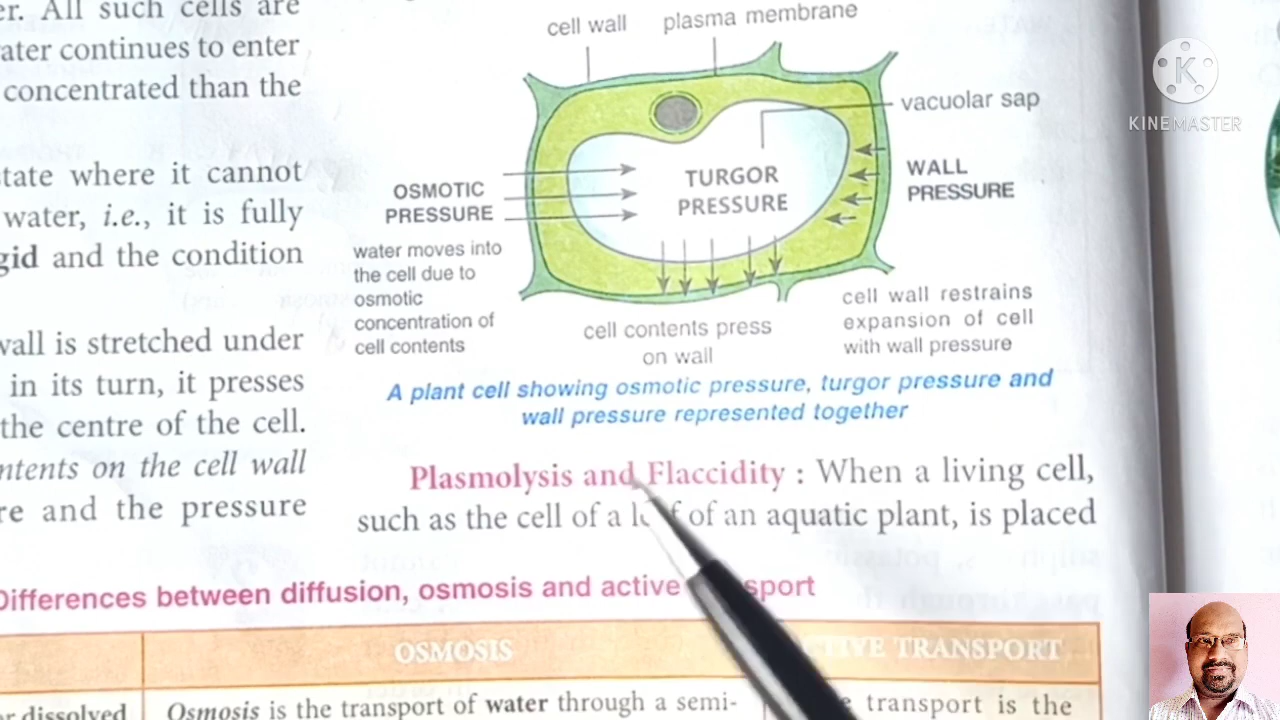 er. All such cells are
ater continues to enter
concentrated than the
state where it cannot
water, i.e., it is fully
gid and the condition
wall is stretched under
in its turn, it presses
the centre of the cell.
ntents on the cell wall
re and the pressure
cell wall plasma membrane
vacuolar sap
OSMOTIC
PRESSURE
TURGOR
PRESSURE
WALL
PRESSURE
water moves into
the cell due to
osmotic
concentration of
cell contents
cell contents press
on wall
cell wall restrains
expansion of cell
with wall pressure
A plant cell showing osmotic pressure, turgor pressure and
wall pressure represented together
Plasmolysis and Flaccidity : When a living cell,
such as the cell of a of an aquatic plant, is placed
Differences between diffusion, osmosis and active
OSMOSIS TRANSPORT
dissolved Osmosis is the transport of water through a semi- transport is the
K
KINEMASTER